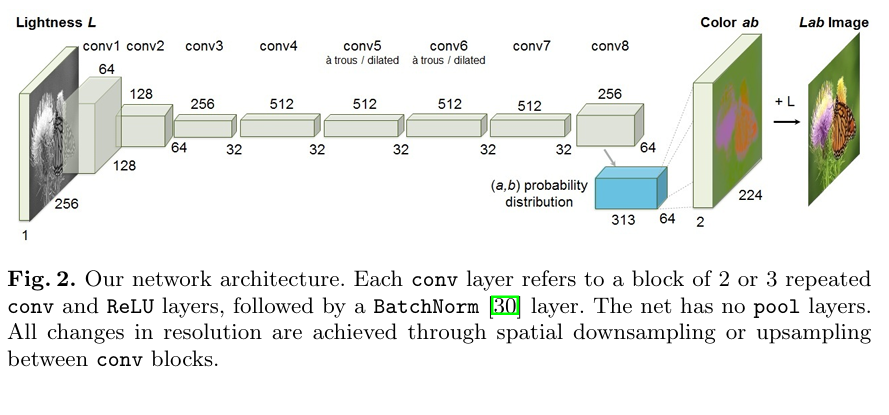 Lightness L
Color ab
Lab Image
conv1 conv2 conv3 conv4 conv5 conv6 conv7 conv8
à trous / dilated à trous / dilated
64
128
256
512
512
512
512
256
+ L
128
64
32
32
32
32
32
64
256
(a,b) probability
distribution
224
313
64
2
1
Fig. 2. Our network architecture. Each conv layer refers to a block of 2 or 3 repeated
conv and ReLU layers, followed by a BatchNorm [30] layer. The net has no pool layers.
All changes in resolution are achieved through spatial downsampling or upsampling
between conv blocks.